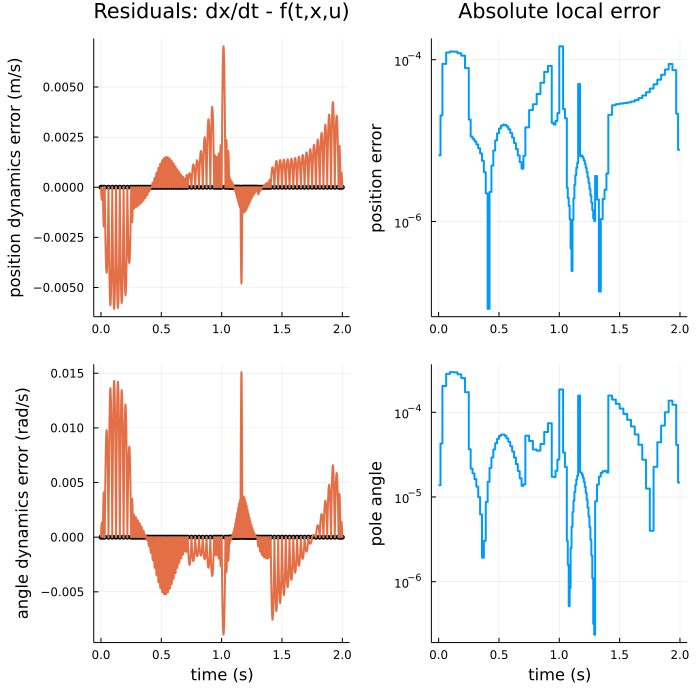 Residuals: dx/dt - f(t,x,u)
Absolute local error
position dynamics error (m/s)
0.0050
0.0025
0.0000
−0.0025
−0.0050
0.0 0.5 1.0 1.5 2.0
position error
10⁻⁴
10⁻⁶
0.0 0.5 1.0 1.5 2.0
angle dynamics error (rad/s)
0.015
0.010
0.005
0.000
−0.005
0.0 0.5 1.0 1.5 2.0
time (s)
pole angle
10⁻⁴
10⁻⁵
10⁻⁶
0.0 0.5 1.0 1.5 2.0
time (s)